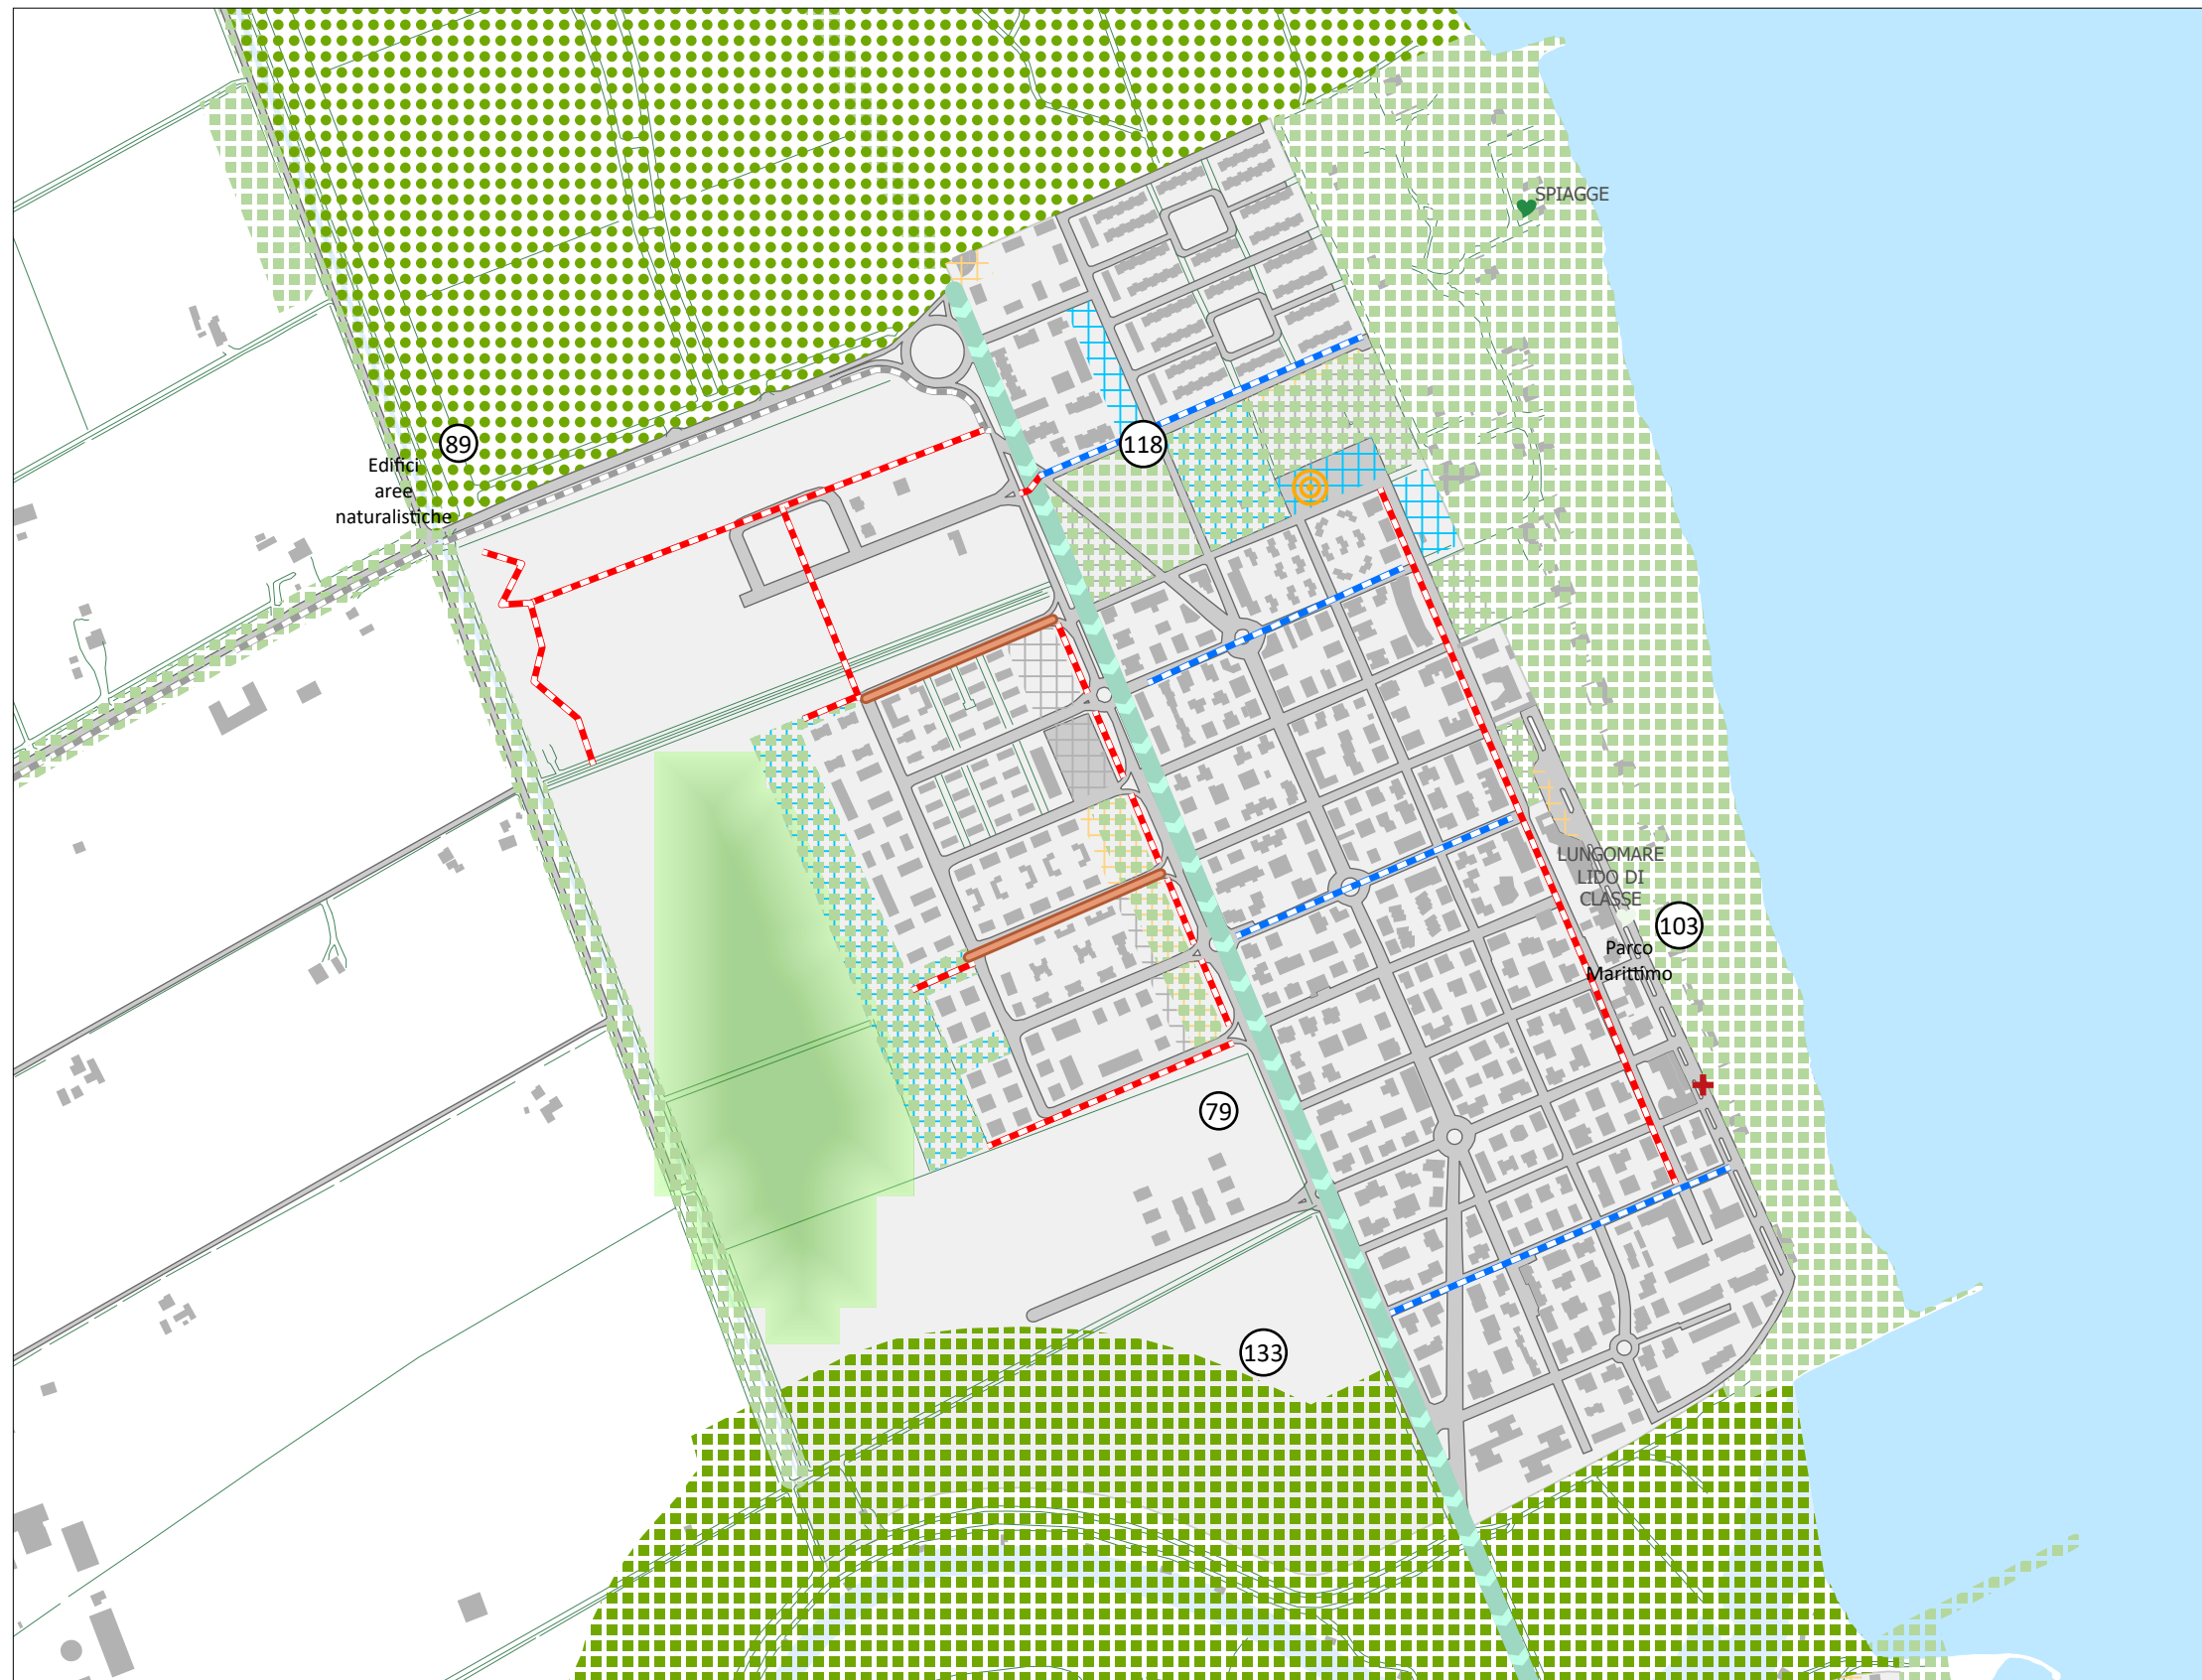 SPIAGGE
89
118
Edifici
aree
naturalistiche
LUNGOMARE
LIDO DI
CLASSE
103
Parco
Marittimo
79
133